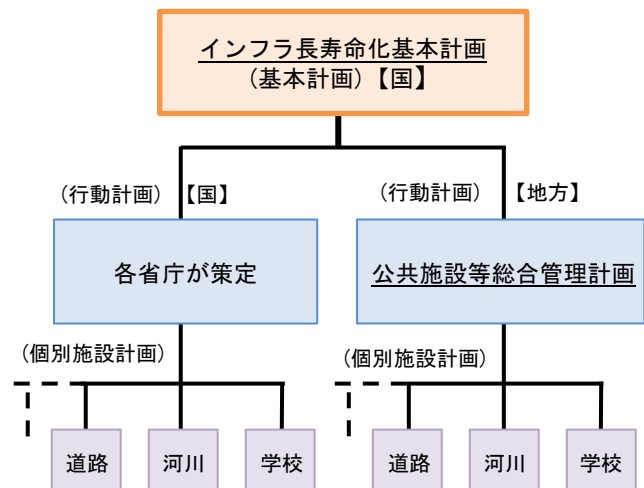 インフラ長寿命化基本計画
(基本計画)【国】
(行動計画)【国】
(行動計画)【地方】
各省庁が策定
公共施設等総合管理計画
(個別施設計画)
(個別施設計画)
道路
河川
学校
道路
河川
学校